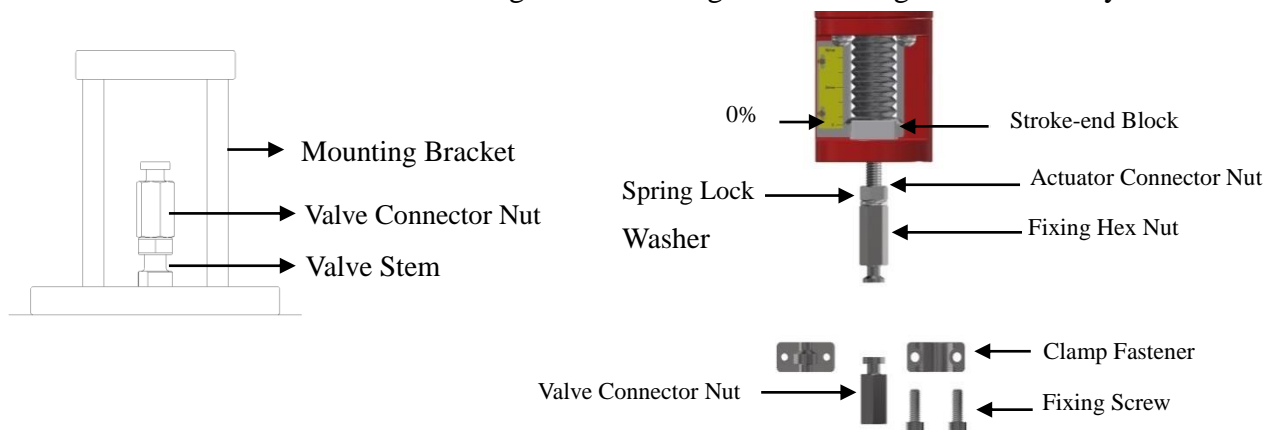 Mounting Bracket
Valve Connector Nut
Valve Stem
0%
Stroke-end Block
Spring Lock
Washer
Actuator Connector Nut
Fixing Hex Nut
Clamp Fastener
Valve Connector Nut
Fixing Screw